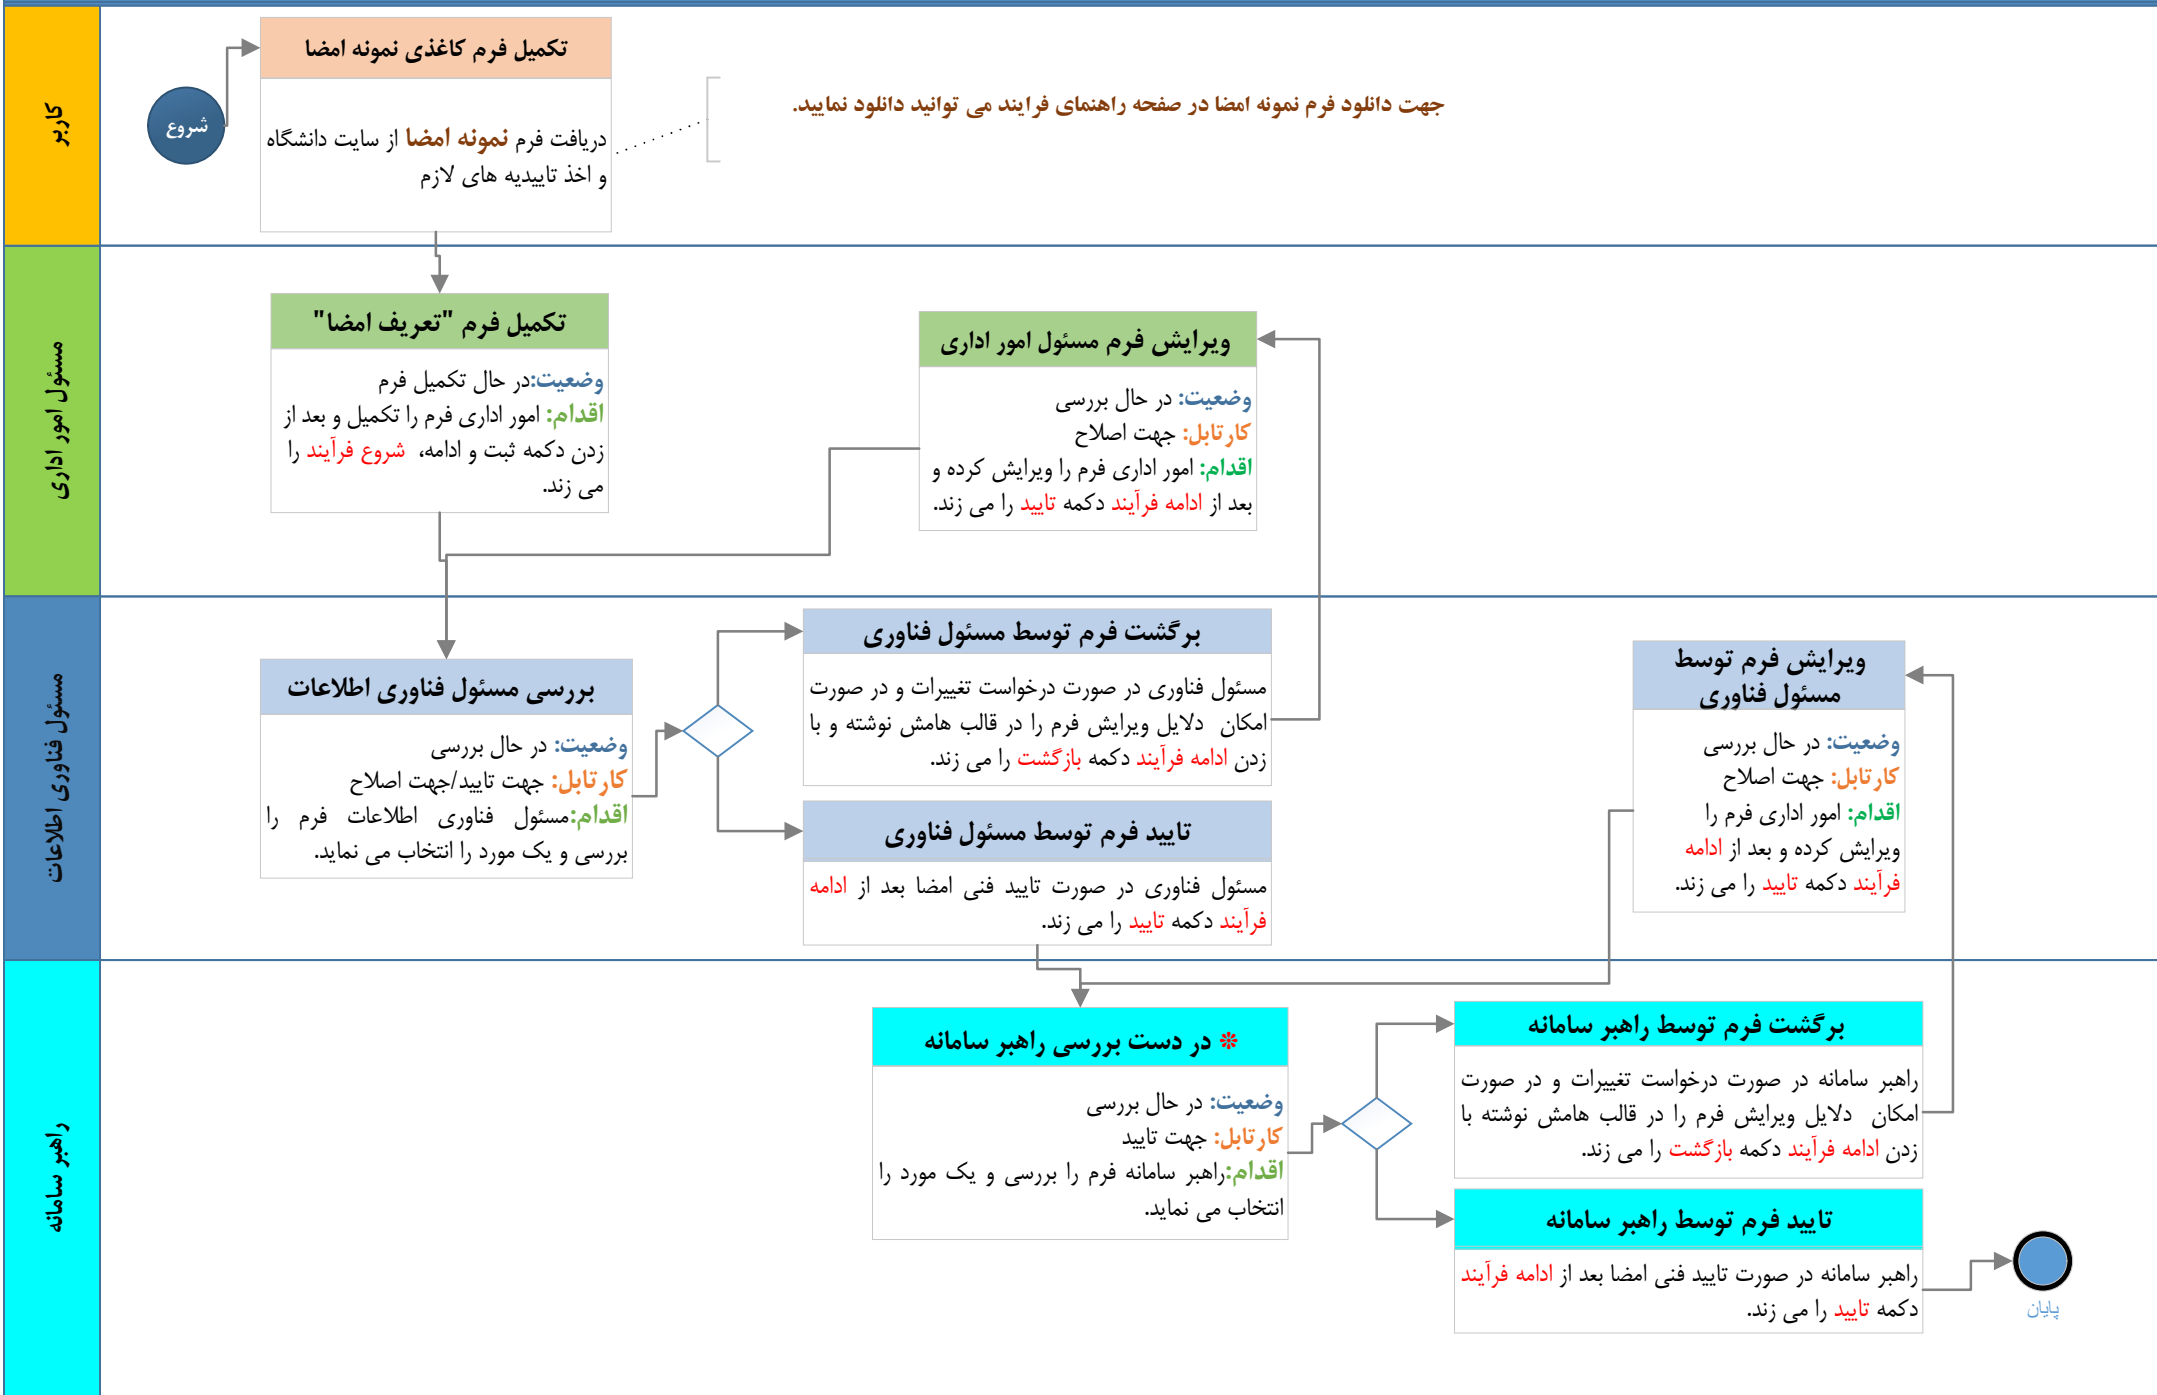 کاربر
شروع
تکمیل فرم کاغذی نمونه امضا
دریافت فرم نمونه امضا از سایت دانشگاه
و اخذ تاییدیه های لازم
جهت دانلود فرم نمونه امضا در صفحه راهنمای فرایند می توانید دانلود نمایید.
مسئول امور اداری
تکمیل فرم "تعریف امضا"
وضعیت:در حال تکمیل فرم
اقدام: امور اداری فرم را تکمیل و بعد از
زدن دکمه ثبت و ادامه، شروع فرآیند را
می زند.
ویرایش فرم مسئول امور اداری
وضعیت: در حال بررسی
کارتابل: جهت اصلاح
اقدام: امور اداری فرم را ویرایش کرده و
بعد از ادامه فرآیند دکمه تایید را می زند.
مسئول فناوری اطلاعات
بررسی مسئول فناوری اطلاعات
وضعیت: در حال بررسی
کارتابل: جهت تایید/جهت اصلاح
اقدام:مسئول فناوری اطلاعات فرم را
بررسی و یک مورد را انتخاب می نماید.
برگشت فرم توسط مسئول فناوری
مسئول فناوری در صورت درخواست تغییرات و در صورت
امکان دلایل ویرایش فرم را در قالب هامش نوشته و با
زدن ادامه فرآیند دکمه بازگشت را می زند.
تایید فرم توسط مسئول فناوری
مسئول فناوری در صورت تایید فنی امضا بعد از ادامه
فرآیند دکمه تایید را می زند.
ویرایش فرم توسط
مسئول فناوری
وضعیت: در حال بررسی
کارتابل: جهت اصلاح
اقدام: امور اداری فرم را
ویرایش کرده و بعد از ادامه
فرآیند دکمه تایید را می زند.
راهبر سامانه
❊ در دست بررسی راهبر سامانه
وضعیت: در حال بررسی
کارتابل: جهت تایید
اقدام:راهبر سامانه فرم را بررسی و یک مورد را
انتخاب می نماید.
برگشت فرم توسط راهبر سامانه
راهبر سامانه در صورت درخواست تغییرات و در صورت
امکان دلایل ویرایش فرم را در قالب هامش نوشته با
زدن ادامه فرآیند دکمه بازگشت را می زند.
تایید فرم توسط راهبر سامانه
راهبر سامانه در صورت تایید فنی امضا بعد از ادامه فرآیند
دکمه تایید را می زند.
پایان